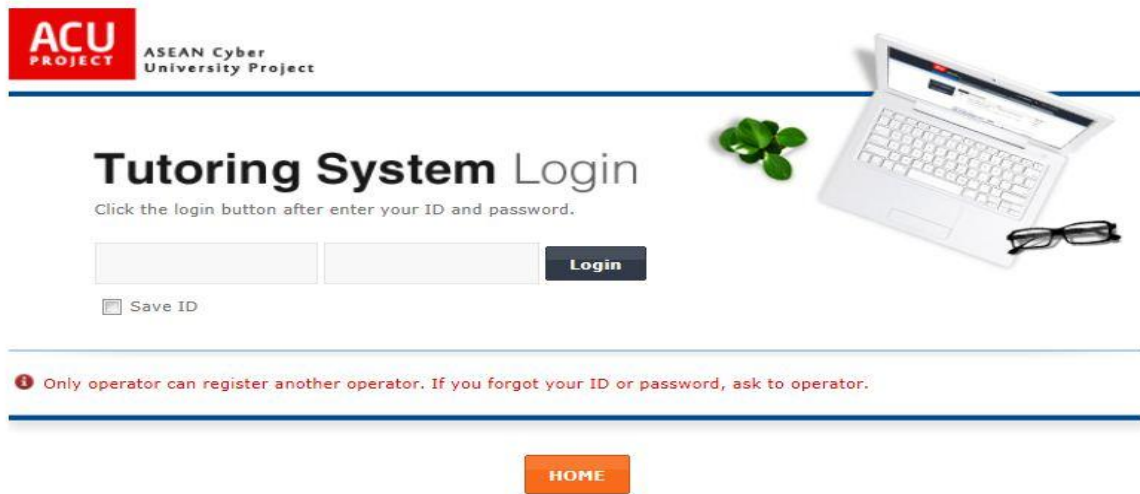 ACU
PROJECT
ASEAN Cyber
University Project
Tutoring System Login
Click the login button after enter your ID and password.
Login
Save ID
Only operator can register another operator. If you forgot your ID or password, ask to operator.
HOME